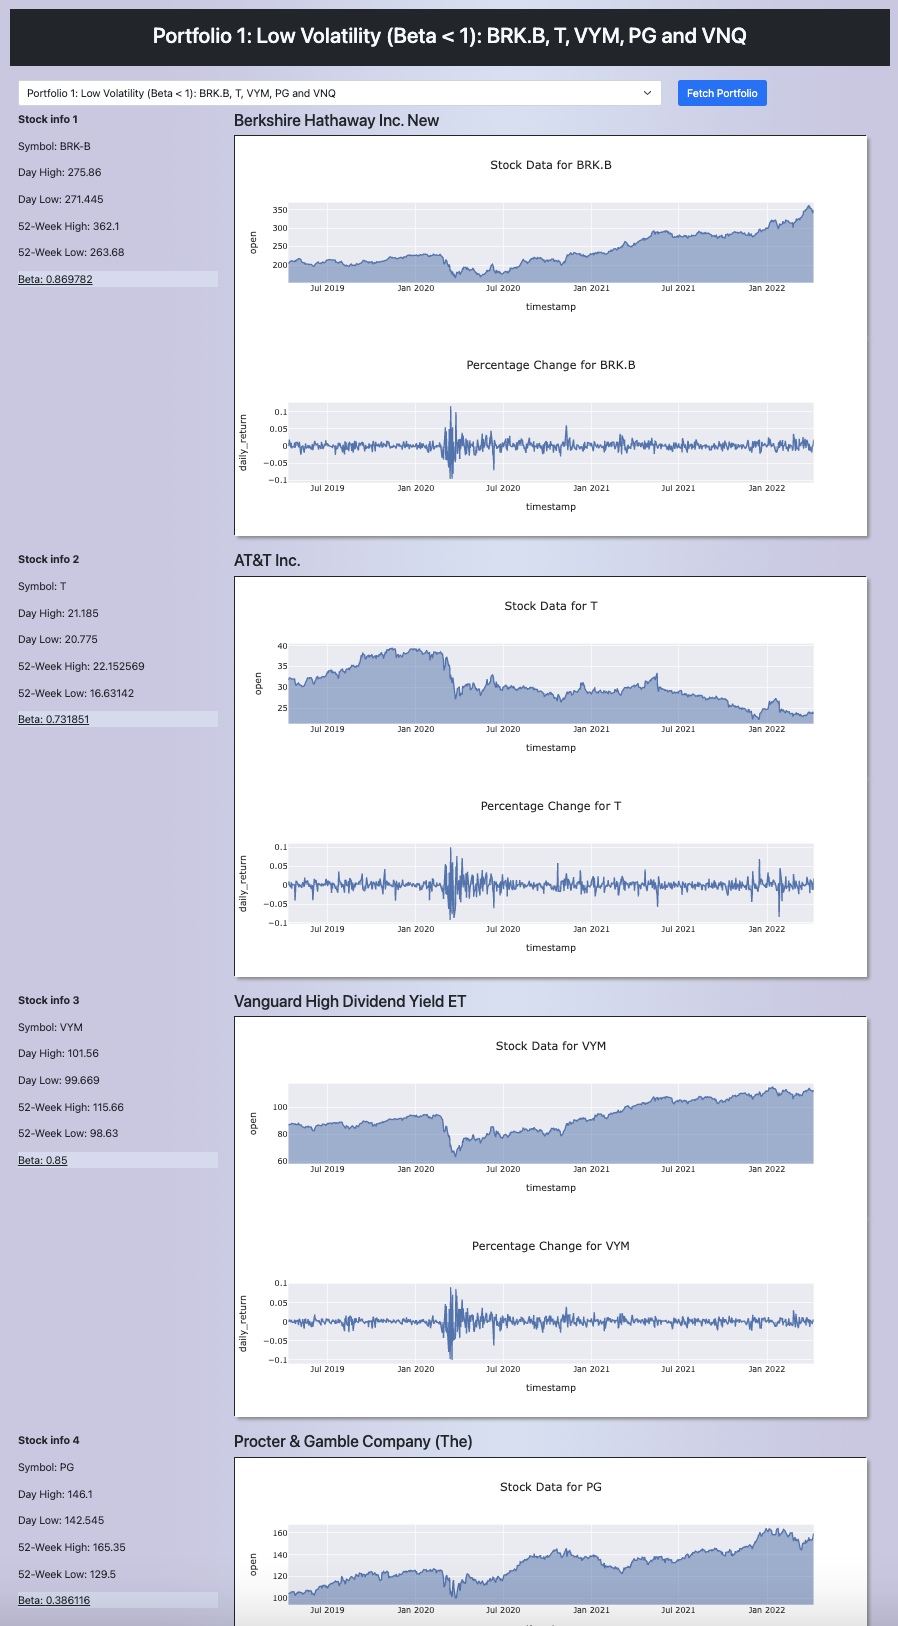 Portfolio 1: Low Volatility (Beta < 1): BRK.B, T, VYM, PG and VNQ
Portfolio 1: Low Volatility (Beta < 1): BRK.B, T, VYM, PG and VNQ
Fetch Portfolio
Stock info 1
Symbol: BRK-B
Day High: 275.86
Day Low: 271.445
52-Week High: 362.1
52-Week Low: 263.68
Beta: 0.869782
Berkshire Hathaway Inc. New
Stock Data for BRK.B
open
350
300
250
200
Jul 2019 Jan 2020 Jul 2020 Jan 2021 Jul 2021 Jan 2022
timestamp
Percentage Change for BRK.B
daily_return
0.1
0.05
0
−0.05
−0.1
Jul 2019 Jan 2020 Jul 2020 Jan 2021 Jul 2021 Jan 2022
timestamp
Stock info 2
Symbol: T
Day High: 21.185
Day Low: 20.775
52-Week High: 22.152569
52-Week Low: 16.63142
Beta: 0.731851
AT&T Inc.
Stock Data for T
open
40
35
30
25
Jul 2019 Jan 2020 Jul 2020 Jan 2021 Jul 2021 Jan 2022
timestamp
Percentage Change for T
daily_return
0.1
0.05
0
−0.05
−0.1
Jul 2019 Jan 2020 Jul 2020 Jan 2021 Jul 2021 Jan 2022
timestamp
Stock info 3
Symbol: VYM
Day High: 101.56
Day Low: 99.669
52-Week High: 115.66
52-Week Low: 98.63
Beta: 0.85
Vanguard High Dividend Yield ET
Stock Data for VYM
open
100
80
60
Jul 2019 Jan 2020 Jul 2020 Jan 2021 Jul 2021 Jan 2022
timestamp
Percentage Change for VYM
daily_return
0.1
0.05
0
−0.05
−0.1
Jul 2019 Jan 2020 Jul 2020 Jan 2021 Jul 2021 Jan 2022
timestamp
Stock info 4
Symbol: PG
Day High: 146.1
Day Low: 142.545
52-Week High: 165.35
52-Week Low: 129.5
Beta: 0.386116
Procter & Gamble Company (The)
Stock Data for PG
open
160
140
120
100
Jul 2019 Jan 2020 Jul 2020 Jan 2021 Jul 2021 Jan 2022